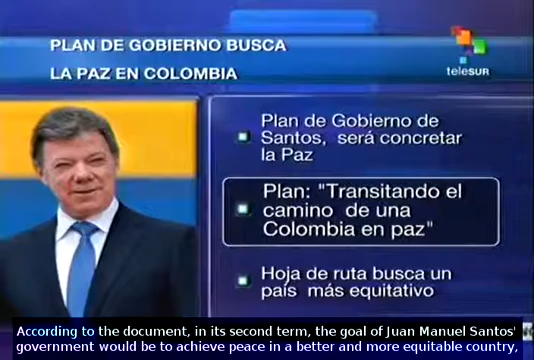 PLAN DE GOBIERNO BUSCA
LA PAZ EN COLOMBIA
teleSUR
Plan de Gobierno de
Santos, será concretar
la Paz
Plan: "Transitando el
camino de una
Colombia en paz"
Hoja de ruta busca un
país más equitativo
According to the document, in its second term, the goal of Juan Manuel Santos'
government would be to achieve peace in a better and more equitable country,